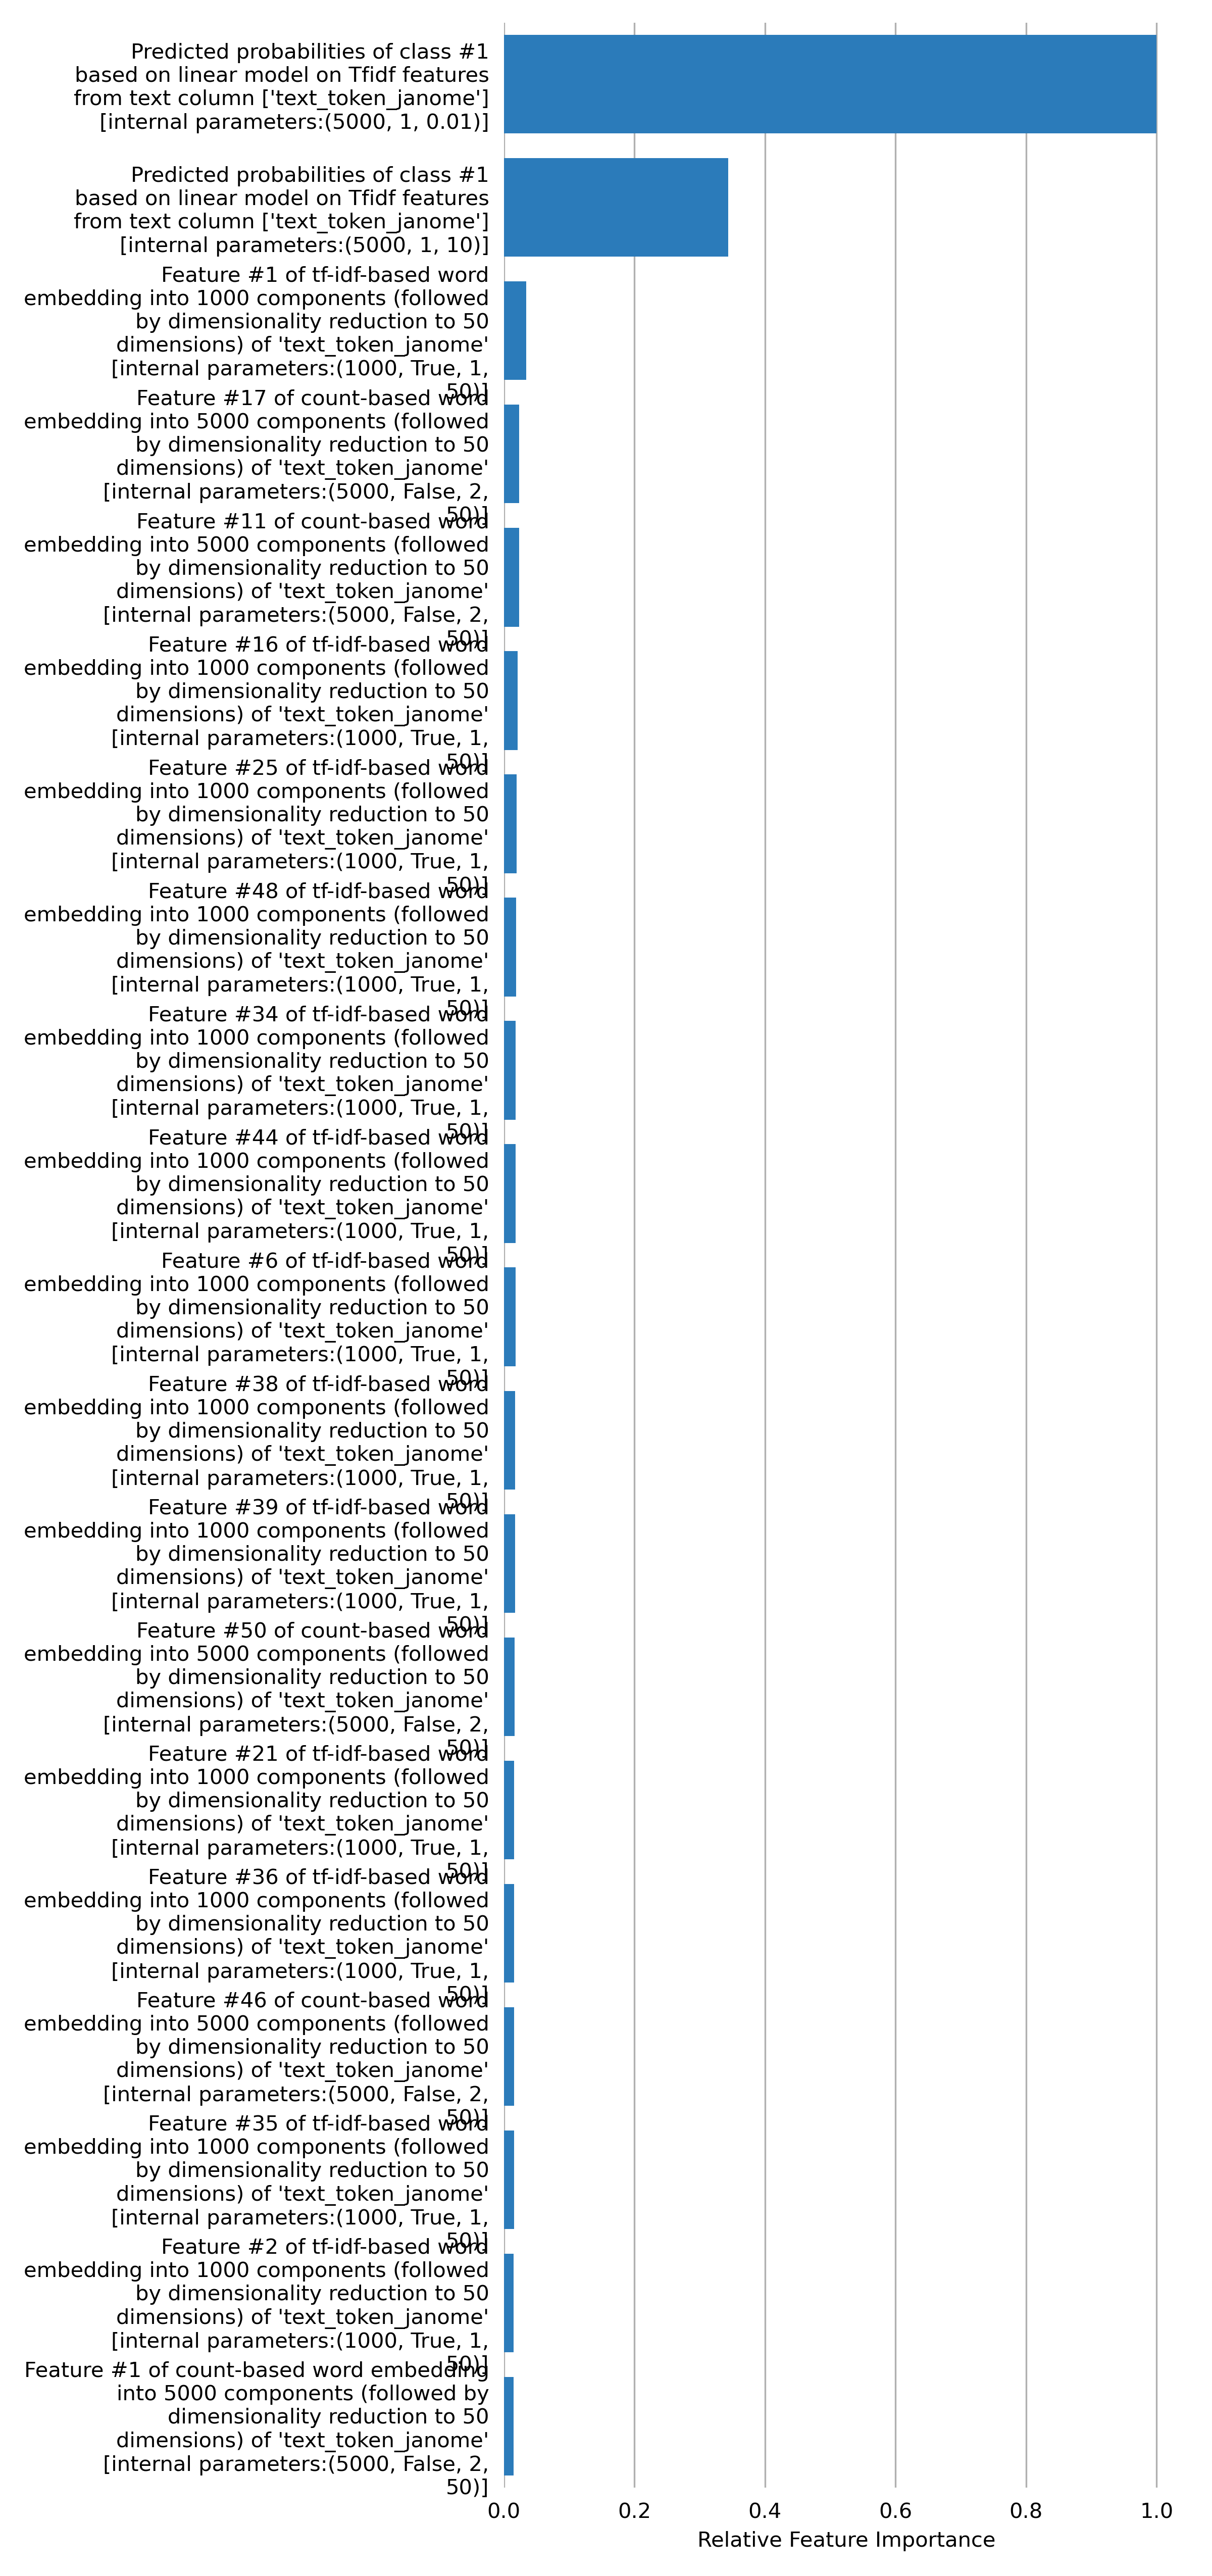 Predicted probabilities of class #1
based on linear model on Tfidf features
from text column ['text_token_janome']
[internal parameters:(5000, 1, 0.01)]
Predicted probabilities of class #1
based on linear model on Tfidf features
from text column ['text_token_janome']
[internal parameters:(5000, 1, 10)]
Feature #1 of tf-idf-based word
embedding into 1000 components (followed
by dimensionality reduction to 50
dimensions) of 'text_token_janome'
[internal parameters:(1000, True, 1,
50)]
Feature #17 of count-based word
embedding into 5000 components (followed
by dimensionality reduction to 50
dimensions) of 'text_token_janome'
[internal parameters:(5000, False, 2,
50)]
Feature #11 of count-based word
embedding into 5000 components (followed
by dimensionality reduction to 50
dimensions) of 'text_token_janome'
[internal parameters:(5000, False, 2,
50)]
Feature #16 of tf-idf-based word
embedding into 1000 components (followed
by dimensionality reduction to 50
dimensions) of 'text_token_janome'
[internal parameters:(1000, True, 1,
50)]
Feature #25 of tf-idf-based word
embedding into 1000 components (followed
by dimensionality reduction to 50
dimensions) of 'text_token_janome'
[internal parameters:(1000, True, 1,
50)]
Feature #48 of tf-idf-based word
embedding into 1000 components (followed
by dimensionality reduction to 50
dimensions) of 'text_token_janome'
[internal parameters:(1000, True, 1,
50)]
Feature #34 of tf-idf-based word
embedding into 1000 components (followed
by dimensionality reduction to 50
dimensions) of 'text_token_janome'
[internal parameters:(1000, True, 1,
50)]
Feature #44 of tf-idf-based word
embedding into 1000 components (followed
by dimensionality reduction to 50
dimensions) of 'text_token_janome'
[internal parameters:(1000, True, 1,
50)]
Feature #6 of tf-idf-based word
embedding into 1000 components (followed
by dimensionality reduction to 50
dimensions) of 'text_token_janome'
[internal parameters:(1000, True, 1,
50)]
Feature #38 of tf-idf-based word
embedding into 1000 components (followed
by dimensionality reduction to 50
dimensions) of 'text_token_janome'
[internal parameters:(1000, True, 1,
50)]
Feature #39 of tf-idf-based word
embedding into 1000 components (followed
by dimensionality reduction to 50
dimensions) of 'text_token_janome'
[internal parameters:(1000, True, 1,
50)]
Feature #50 of count-based word
embedding into 5000 components (followed
by dimensionality reduction to 50
dimensions) of 'text_token_janome'
[internal parameters:(5000, False, 2,
50)]
Feature #21 of tf-idf-based word
embedding into 1000 components (followed
by dimensionality reduction to 50
dimensions) of 'text_token_janome'
[internal parameters:(1000, True, 1,
50)]
Feature #36 of tf-idf-based word
embedding into 1000 components (followed
by dimensionality reduction to 50
dimensions) of 'text_token_janome'
[internal parameters:(1000, True, 1,
50)]
Feature #46 of count-based word
embedding into 5000 components (followed
by dimensionality reduction to 50
dimensions) of 'text_token_janome'
[internal parameters:(5000, False, 2,
50)]
Feature #35 of tf-idf-based word
embedding into 1000 components (followed
by dimensionality reduction to 50
dimensions) of 'text_token_janome'
[internal parameters:(1000, True, 1,
50)]
Feature #2 of tf-idf-based word
embedding into 1000 components (followed
by dimensionality reduction to 50
dimensions) of 'text_token_janome'
[internal parameters:(1000, True, 1,
50)]
Feature #1 of count-based word embedding
into 5000 components (followed by
dimensionality reduction to 50
dimensions) of 'text_token_janome'
[internal parameters:(5000, False, 2,
50)]
0.0 0.2 0.4 0.6 0.8 1.0
Relative Feature Importance